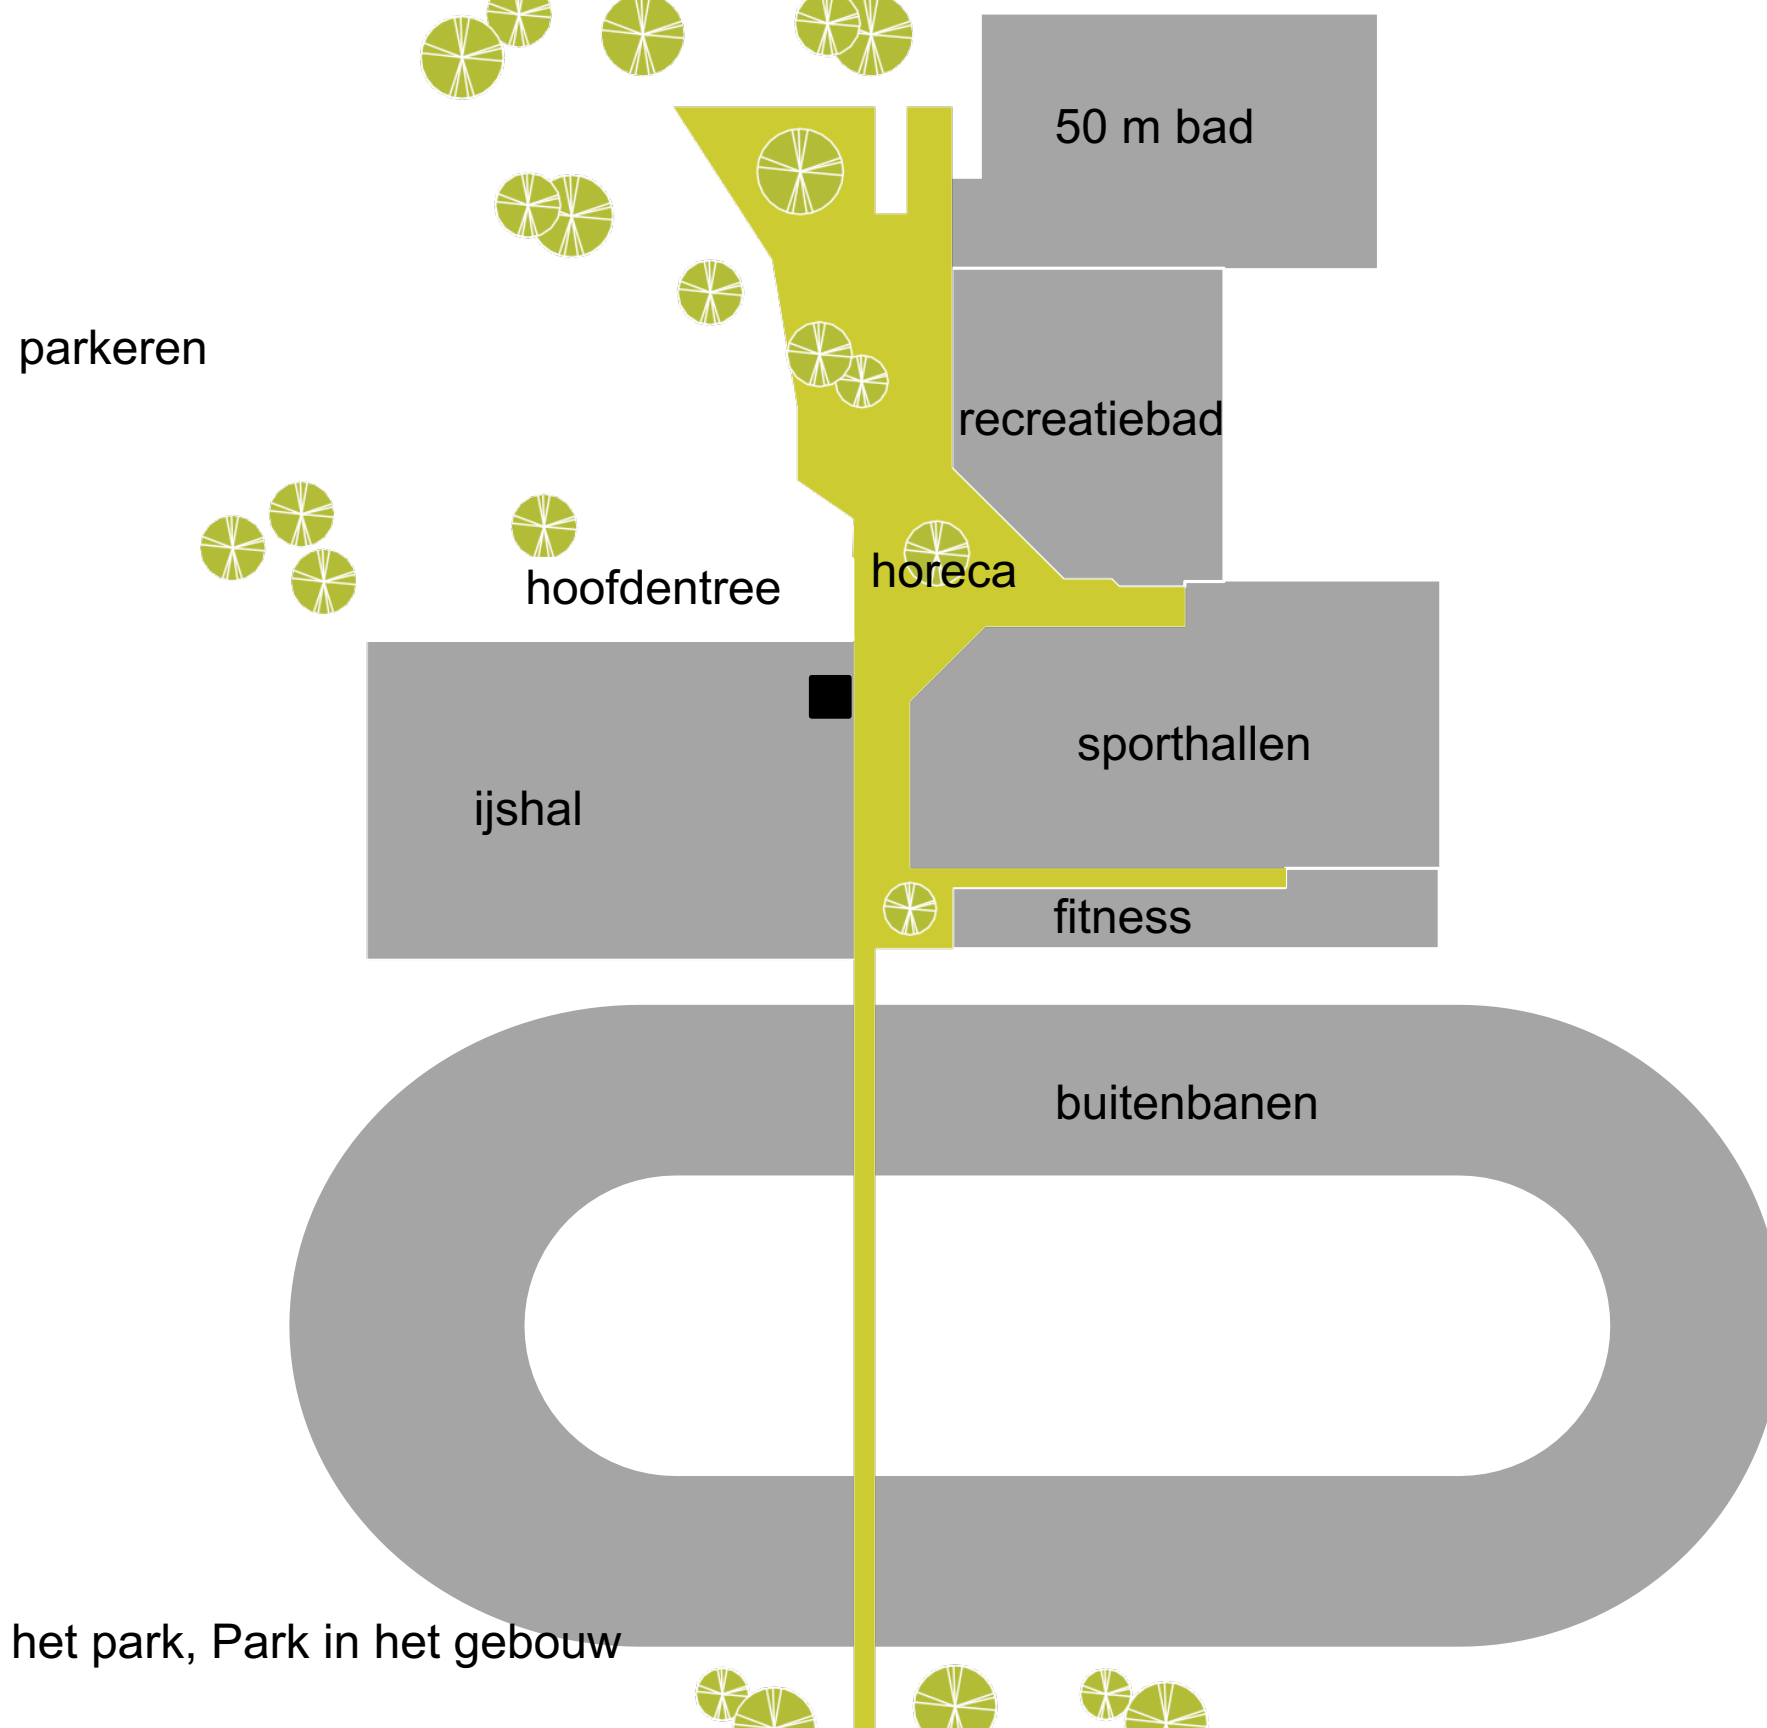 50 m bad
parkeren
recreatiebad
horeca
hoofdentree
sporthallen
ijshal
fitness
buitenbanen
het park, Park in het gebouw